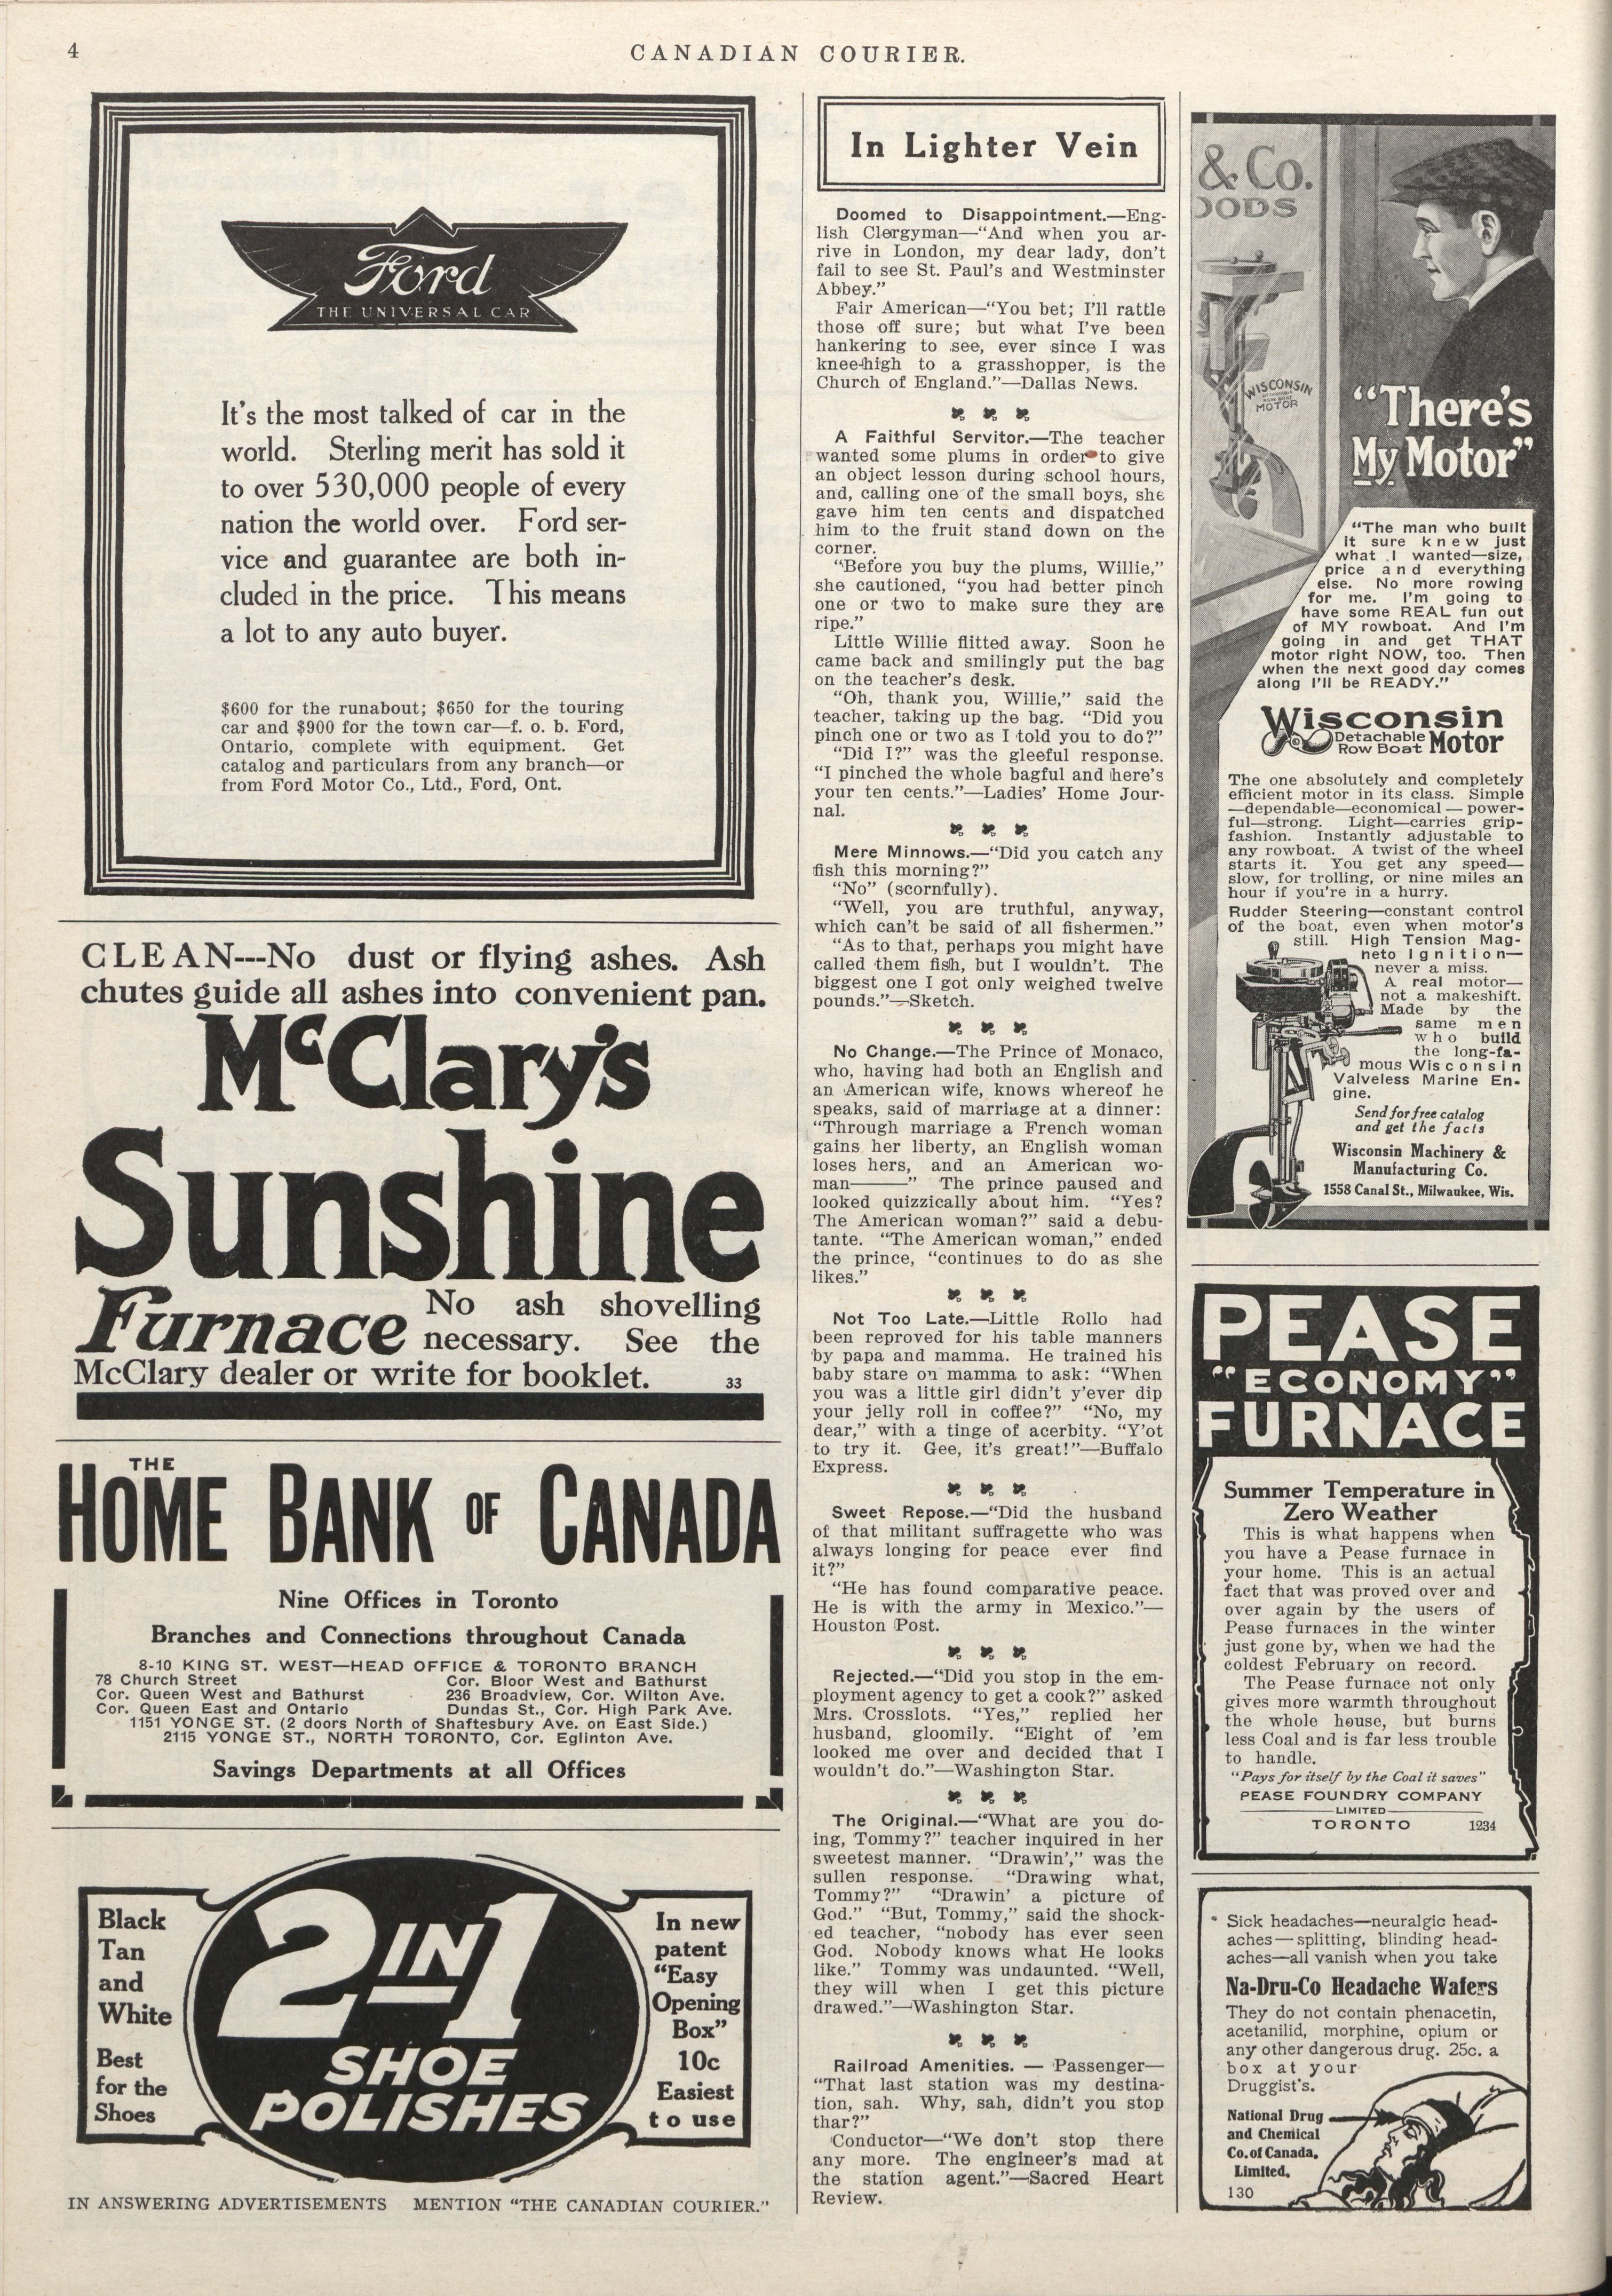 4
CANADIAN COURIER.
Ford
THE UNIVERSAL CAR
It's the most talked of car in the
world. Sterling merit has sold it
to over 530,000 people of every
nation the world over. Ford ser-
vice and guarantee are both in-
cluded in the price. This means
a lot to any auto buyer.
$600 for the runabout; $650 for the touring
car and $900 for the town car—f. o. b. Ford,
Ontario, complete with equipment. Get
catalog and particulars from any branch—or
from Ford Motor Co., Ltd., Ford, Ont.
CLEAN---No dust or flying ashes. Ash
chutes guide all ashes into convenient pan.
McClary's
Sunshine
Furnace
No ash shovelling
necessary. See the
McClary dealer or write for booklet.
33
THE
HOME BANK OF CANADA
Nine Offices in Toronto
Branches and Connections throughout Canada
8-10 KING ST. WEST—HEAD OFFICE & TORONTO BRANCH
78 Church Street Cor. Bloor West and Bathurst
Cor. Queen West and Bathurst 236 Broadview, Cor. Wilton Ave.
Cor. Queen East and Ontario Dundas St., Cor. High Park Ave.
1151 YONGE ST. (2 doors North of Shaftesbury Ave. on East Side.)
2115 YONGE ST., NORTH TORONTO, Cor. Eglinton Ave.
Savings Departments at all Offices
Black
Tan
and
White
Best
for the
Shoes
2 IN 1
SHOE
POLISHES
In new
patent
"Easy
Opening
Box"
10c
Easiest
to use
IN ANSWERING ADVERTISEMENTS MENTION "THE CANADIAN COURIER."
In Lighter Vein
Doomed to Disappointment.—Eng-
lish Clergyman—"And when you ar-
rive in London, my dear lady, don't
fail to see St. Paul's and Westminster
Abbey."
Fair American—"You bet; I'll rattle
those off sure; but what I've been
hankering to see, ever since I was
knee-high to a grasshopper, is the
Church of England."—Dallas News.
A Faithful Servitor.—The teacher
wanted some plums in order to give
an object lesson during school hours,
and, calling one of the small boys, she
gave him ten cents and dispatched
him to the fruit stand down on the
corner.
"Before you buy the plums, Willie,"
she cautioned, "you had better pinch
one or two to make sure they are
ripe."
Little Willie flitted away. Soon he
came back and smilingly put the bag
on the teacher's desk.
"Oh, thank you, Willie," said the
teacher, taking up the bag. "Did you
pinch one or two as I told you to do?"
"Did I?" was the gleeful response.
"I pinched the whole bagful and here's
your ten cents."—Ladies' Home Jour-
nal.
Mere Minnows.—"Did you catch any
fish this morning?"
"No" (scornfully).
"Well, you are truthful, anyway,
which can't be said of all fishermen."
"As to that, perhaps you might have
called them fish, but I wouldn't. The
biggest one I got only weighed twelve
pounds."—Sketch.
No Change.—The Prince of Monaco,
who, having had both an English and
an American wife, knows whereof he
speaks, said of marriage at a dinner:
"Through marriage a French woman
gains her liberty, an English woman
loses hers, and an American wo-
man———" The prince paused and
looked quizzically about him. "Yes?
The American woman?" said a debu-
tante. "The American woman," ended
the prince, "continues to do as she
likes."
Not Too Late.—Little Rollo had
been reproved for his table manners
by papa and mamma. He trained his
baby stare on mamma to ask: "When
you was a little girl didn't y'ever dip
your jelly roll in coffee?" "No, my
dear," with a tinge of acerbity. "Y'ot
to try it. Gee, it's great!"—Buffalo
Express.
Sweet Repose.—"Did the husband
of that militant suffragette who was
always longing for peace ever find
it?"
"He has found comparative peace.
He is with the army in Mexico."—
Houston Post.
Rejected.—"Did you stop in the em-
ployment agency to get a cook?" asked
Mrs. Crosslots. "Yes," replied her
husband, gloomily. "Eight of 'em
looked me over and decided that I
wouldn't do."—Washington Star.
The Original.—"What are you do-
ing, Tommy?" teacher inquired in her
sweetest manner. "Drawin'," was the
sullen response. "Drawing what,
Tommy?" "Drawin' a picture of
God." "But, Tommy," said the shock-
ed teacher, "nobody has ever seen
God. Nobody knows what He looks
like." Tommy was undaunted. "Well,
they will when I get this picture
drawed."—Washington Star.
Railroad Amenities. — Passenger—
"That last station was my destina-
tion, sah. Why, sah, didn't you stop
thar?"
Conductor—"We don't stop there
any more. The engineer's mad at
the station agent."—Sacred Heart
Review.
& Co.
OODS
WISCONSIN
MOTOR
"There's
My Motor"
"The man who built
it sure knew just
what I wanted—size,
price and everything
else. No more rowing
for me. I'm going to
have some REAL fun out
of MY rowboat. And I'm
going in and get THAT
motor right NOW, too. Then
when the next good day comes
along I'll be READY."
Wisconsin
Detachable
Row Boat Motor
The one absolutely and completely
efficient motor in its class. Simple
—dependable—economical — power-
ful—strong. Light—carries grip-
fashion. Instantly adjustable to
any rowboat. A twist of the wheel
starts it. You get any speed—
slow, for trolling, or nine miles an
hour if you're in a hurry.
Rudder Steering—constant control
of the boat, even when motor's
still. High Tension Mag-
neto Ignition—
never a miss.
A real motor—
not a makeshift.
Made by the
same men
who build
the long-fa-
mous Wisconsin
Valveless Marine En-
gine.
Send for free catalog
and get the facts
Wisconsin Machinery &
Manufacturing Co.
1558 Canal St., Milwaukee, Wis.
PEASE
"ECONOMY"
FURNACE
Summer Temperature in
Zero Weather
This is what happens when
you have a Pease furnace in
your home. This is an actual
fact that was proved over and
over again by the users of
Pease furnaces in the winter
just gone by, when we had the
coldest February on record.
The Pease furnace not only
gives more warmth throughout
the whole house, but burns
less Coal and is far less trouble
to handle.
"Pays for itself by the Coal it saves"
PEASE FOUNDRY COMPANY
LIMITED
TORONTO 1234
Sick headaches—neuralgic head-
aches—splitting, blinding head-
aches—all vanish when you take
Na-Dru-Co Headache Wafers
They do not contain phenacetin,
acetanilid, morphine, opium or
any other dangerous drug. 25c. a
box at your
Druggist's.
National Drug
and Chemical
Co. of Canada,
Limited.
130